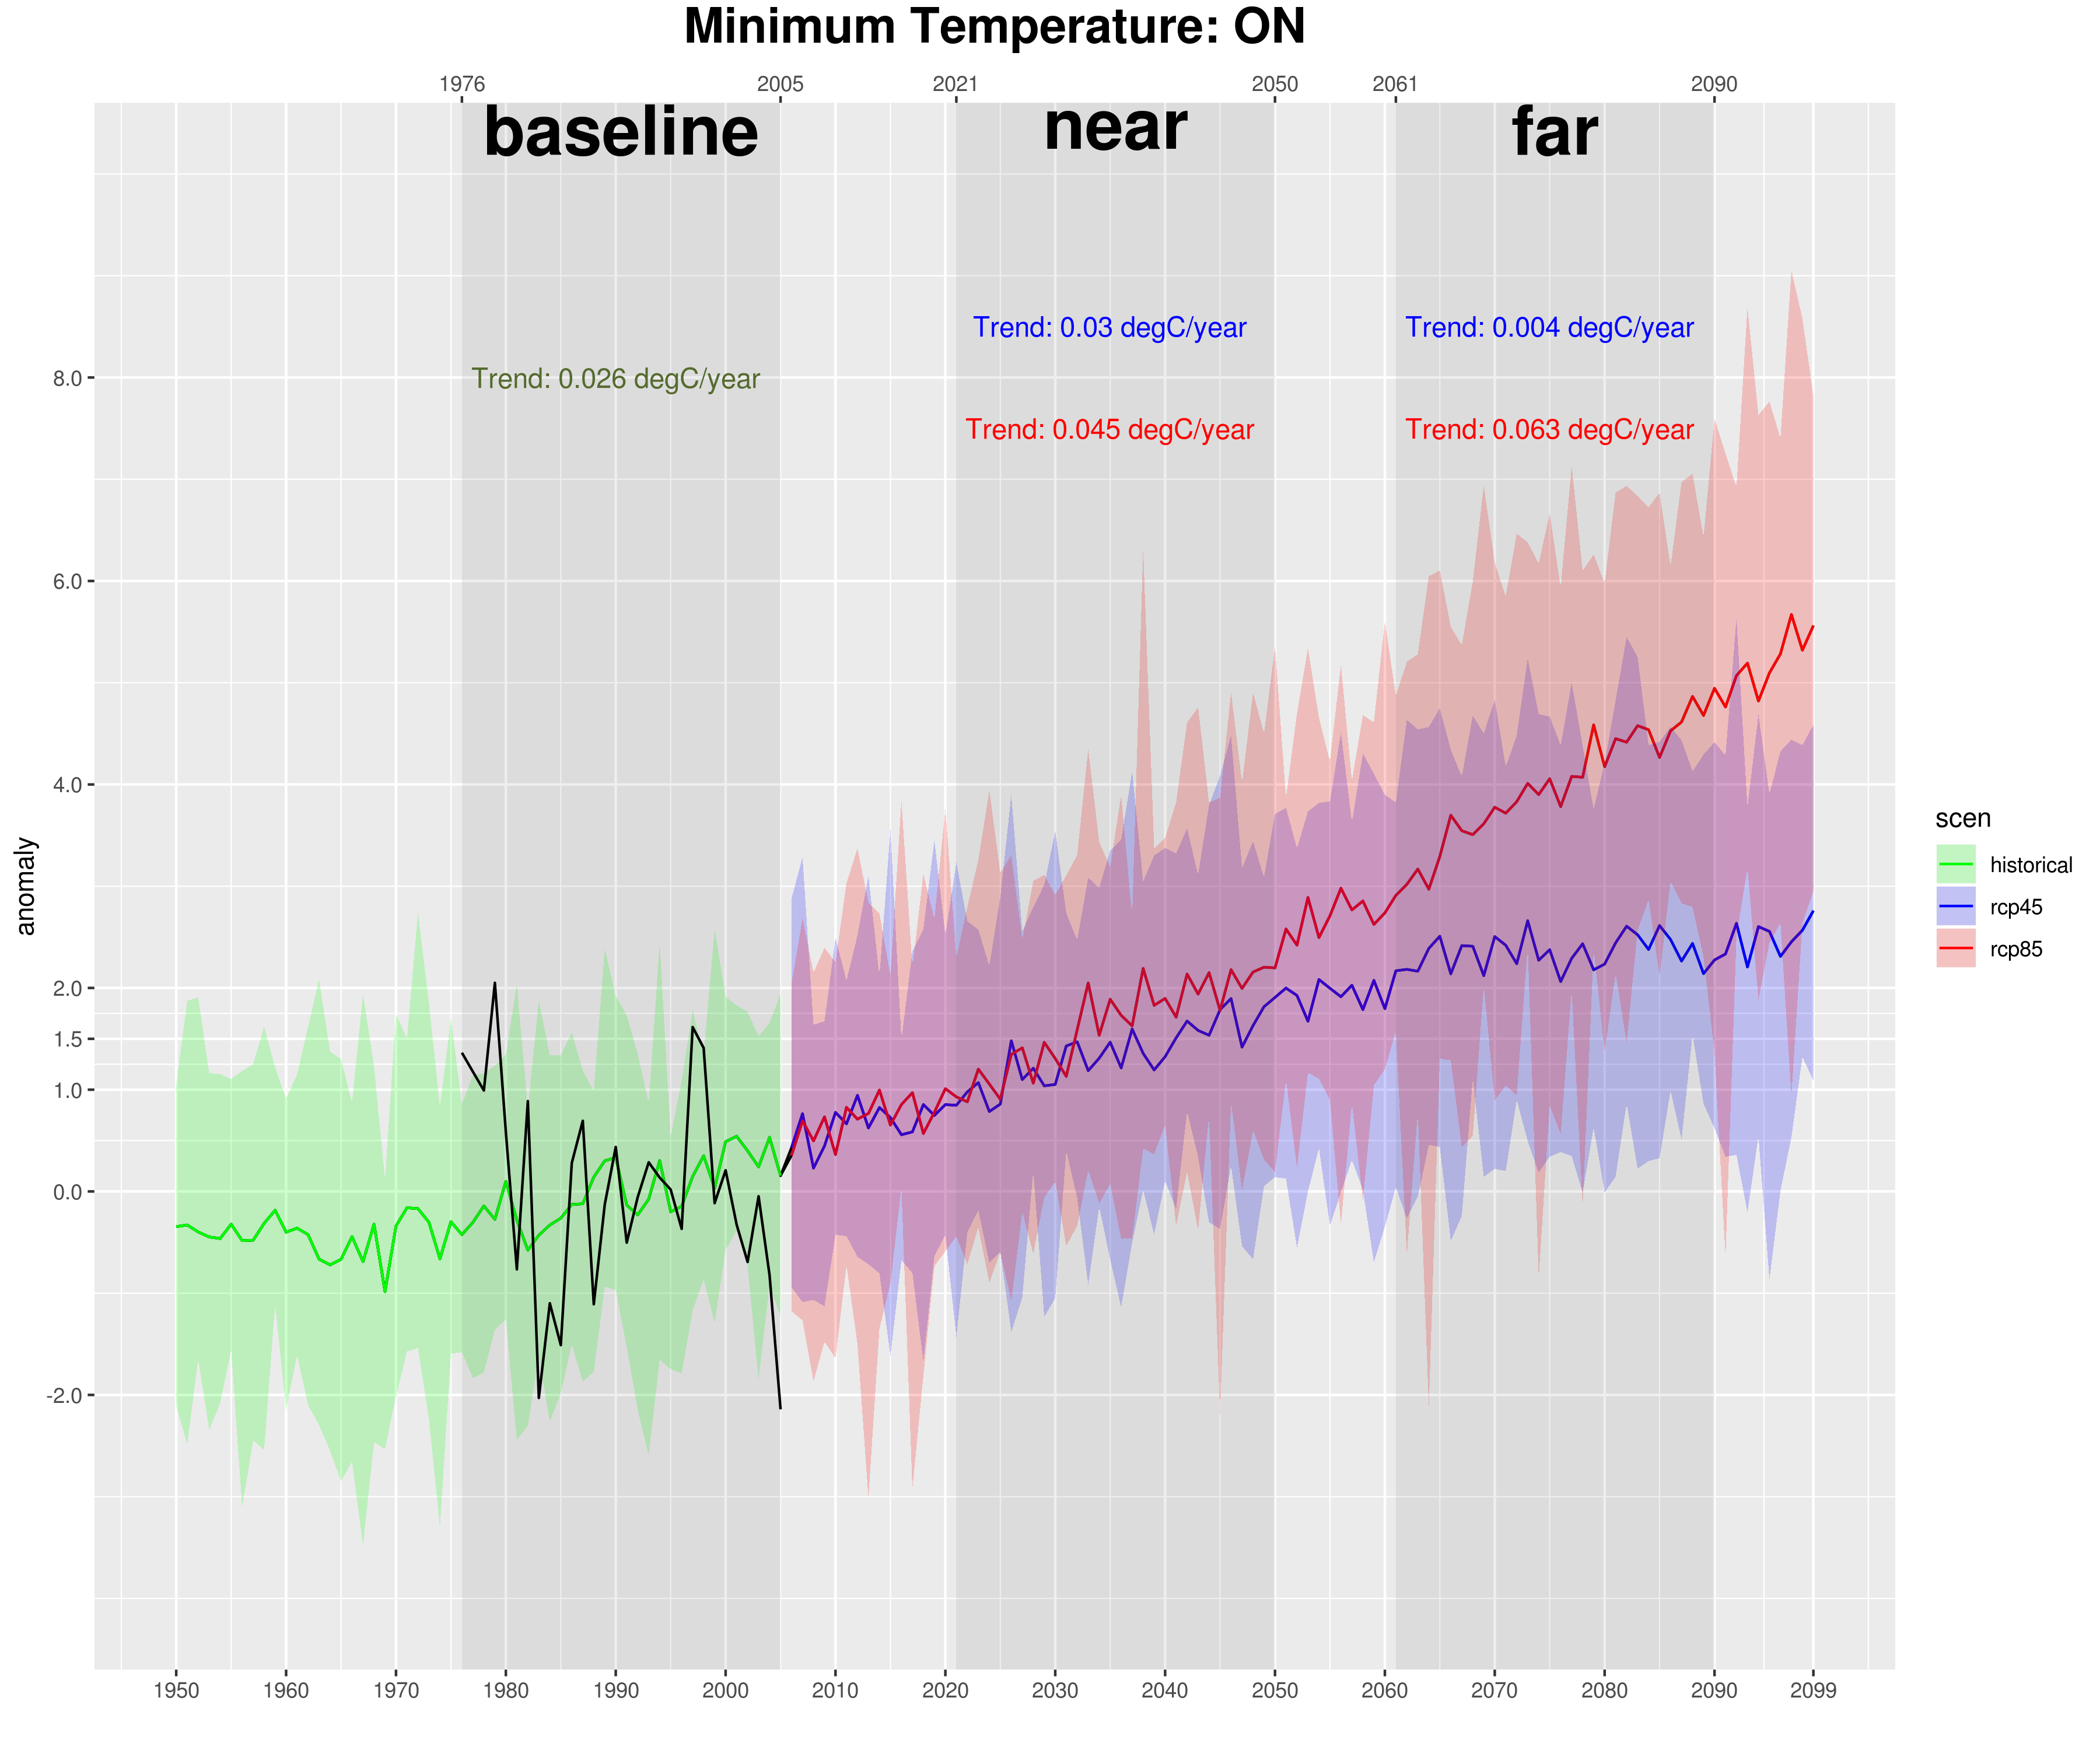 Minimum Temperature: ON
1976 2005 2021 2050 2061 2090
baseline near far
Trend: 0.03 degC/year Trend: 0.004 degC/year
Trend: 0.026 degC/year
Trend: 0.045 degC/year Trend: 0.063 degC/year
8.0
6.0
4.0
2.0
1.5
1.0
0.0
-2.0
anomaly
scen
historical
rcp45
rcp85
1950 1960 1970 1980 1990 2000 2010 2020 2030 2040 2050 2060 2070 2080 2090 2099